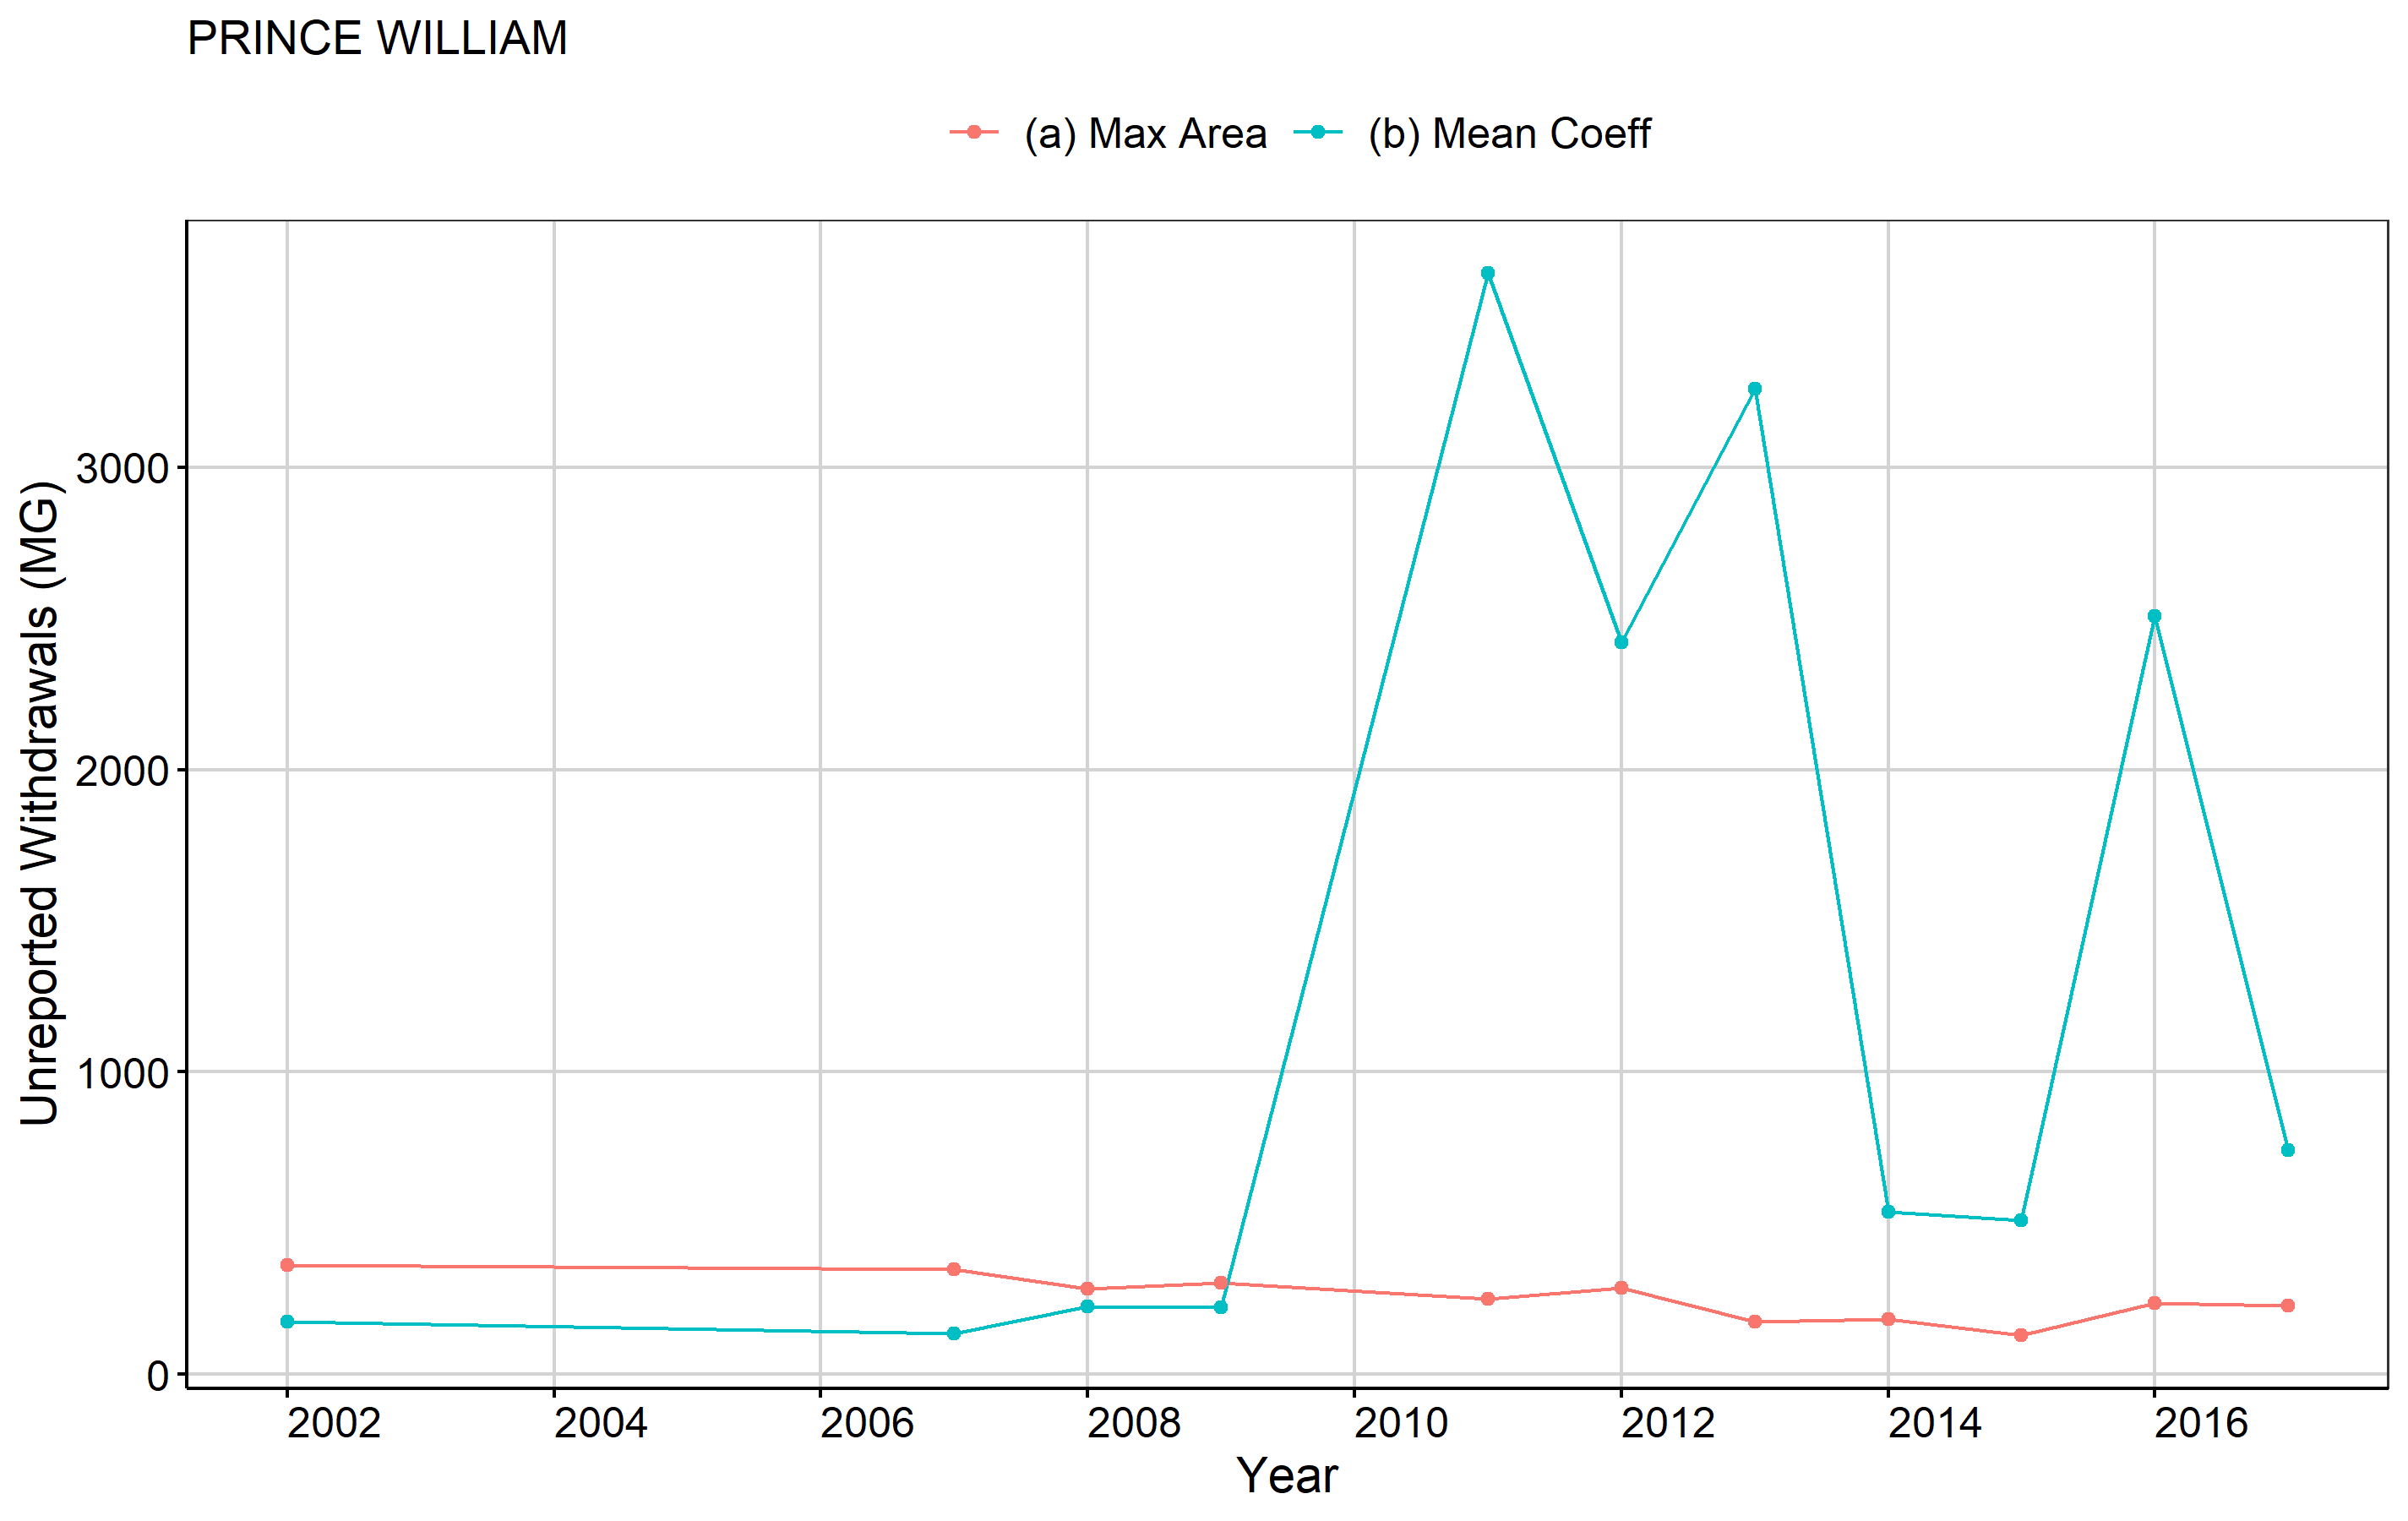 PRINCE WILLIAM
(a) Max Area (b) Mean Coeff
Unreported Withdrawals (MG)
3000
2000
1000
0
2002 2004 2006 2008 2010 2012 2014 2016
Year